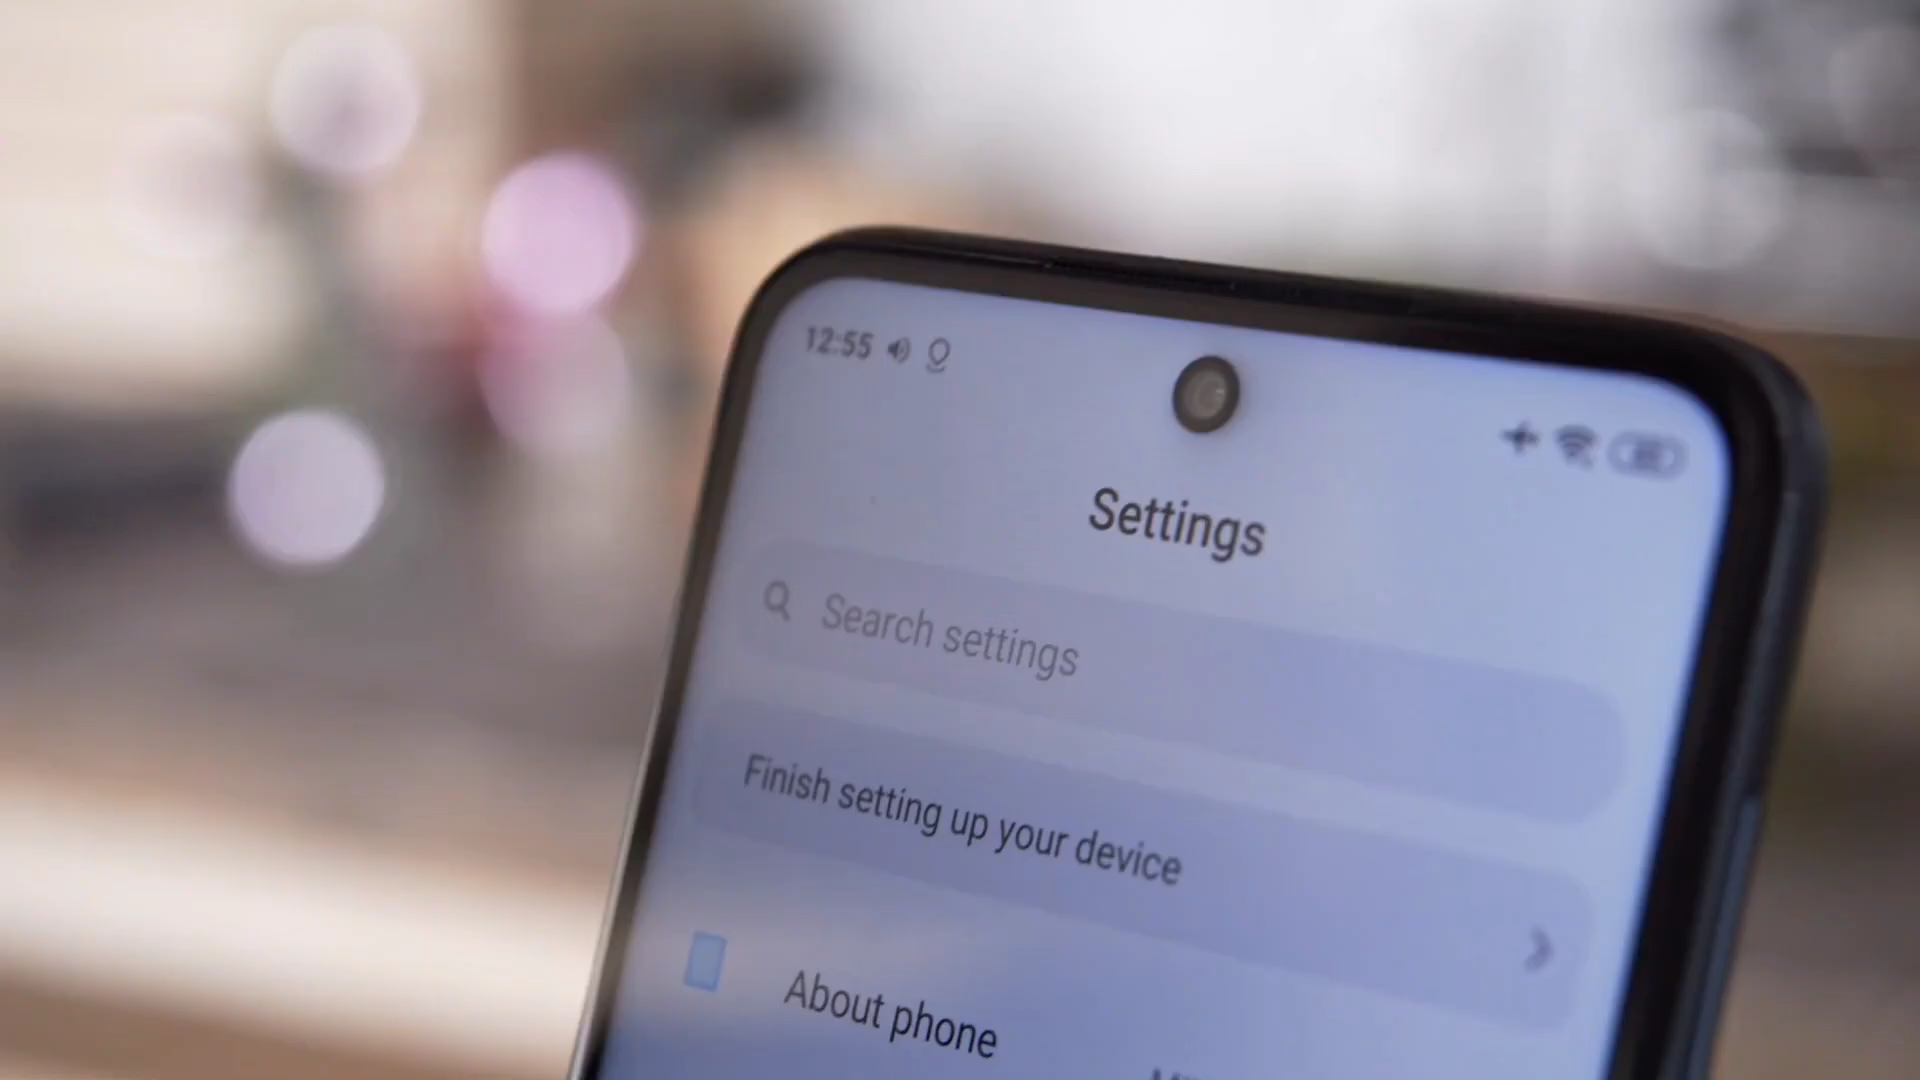 12:55
Settings
Search settings
Finish setting up your device
About phone